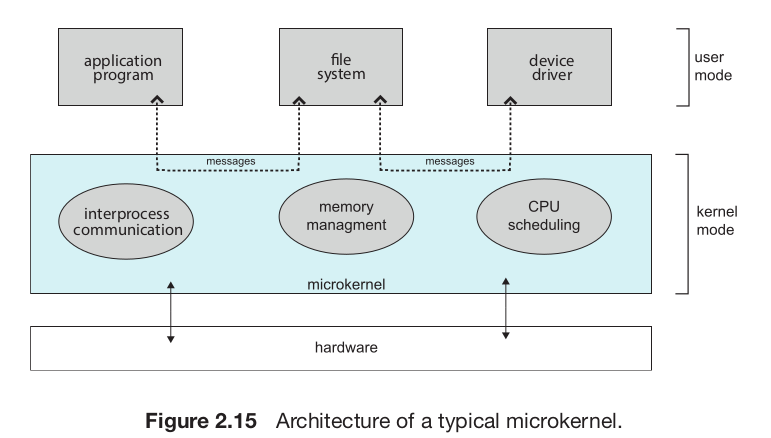 application
program
file
system
device
driver
user
mode
messages
messages
interprocess
communication
memory
managment
CPU
scheduling
kernel
mode
microkernel
hardware
Figure 2.15 Architecture of a typical microkernel.